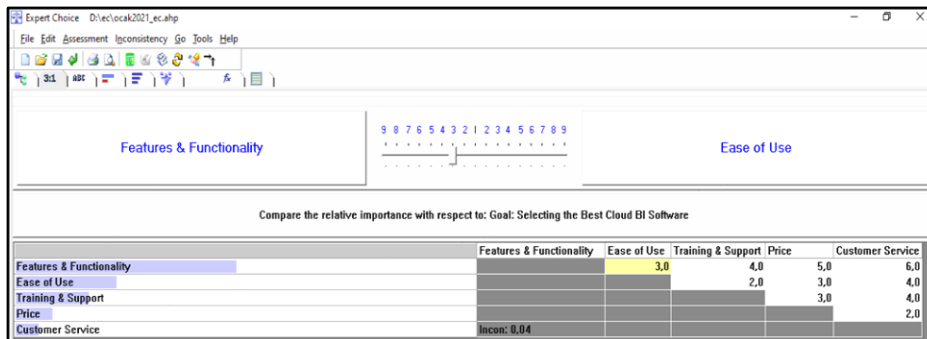 Expert Choice D:\ec\ocak2021_ec.ahp
File Edit Assessment Inconsistency Go Tools Help
3:1 ABC fx
9 8 7 6 5 4 3 2 1 2 3 4 5 6 7 8 9
Features & Functionality Ease of Use
Compare the relative importance with respect to: Goal: Selecting the Best Cloud BI Software
Features & Functionality Ease of Use Training & Support Price Customer Service
Features & Functionality 3,0 4,0 5,0 6,0
Ease of Use 2,0 3,0 4,0
Training & Support 3,0 4,0
Price 2,0
Customer Service Incon: 0,04